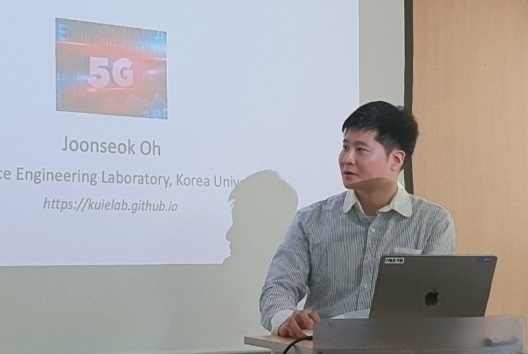 5G
Joonseok Oh
ce Engineering Laboratory, Korea Univ
https://kuielab.github.io